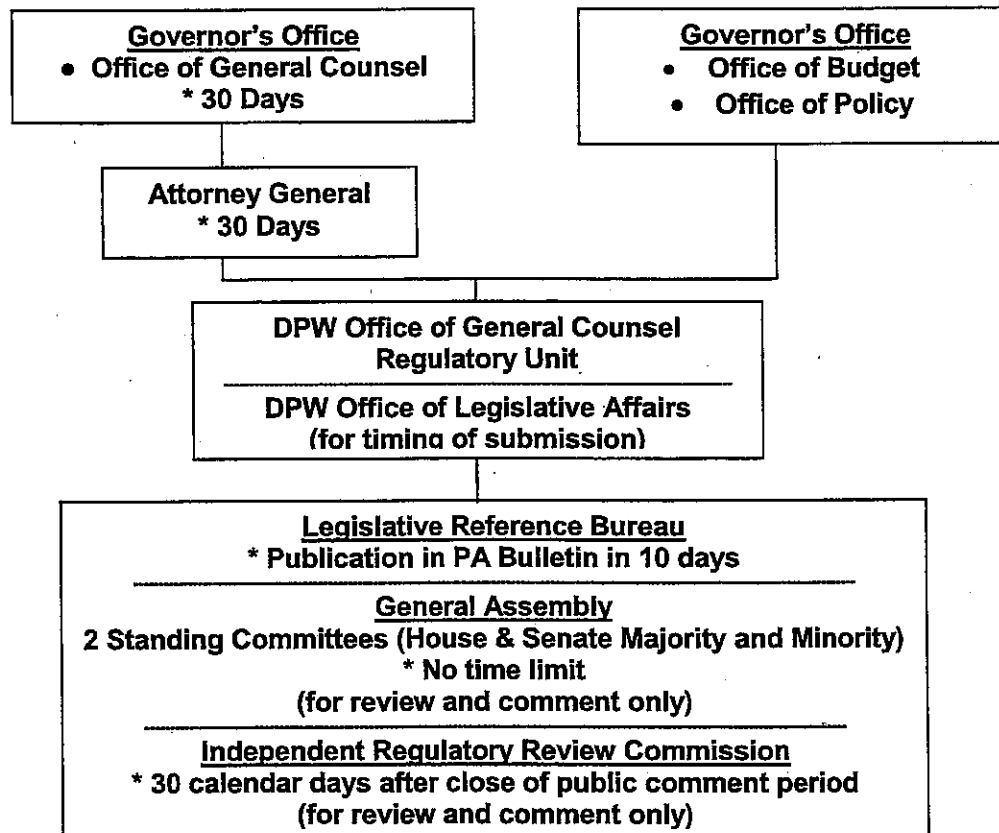 Governor's Office
• Office of General Counsel
* 30 Days
Governor's Office
• Office of Budget
• Office of Policy
Attorney General
* 30 Days
DPW Office of General Counsel
Regulatory Unit
DPW Office of Legislative Affairs
(for timing of submission)
Legislative Reference Bureau
* Publication in PA Bulletin in 10 days
General Assembly
2 Standing Committees (House & Senate Majority and Minority)
* No time limit
(for review and comment only)
Independent Regulatory Review Commission
* 30 calendar days after close of public comment period
(for review and comment only)